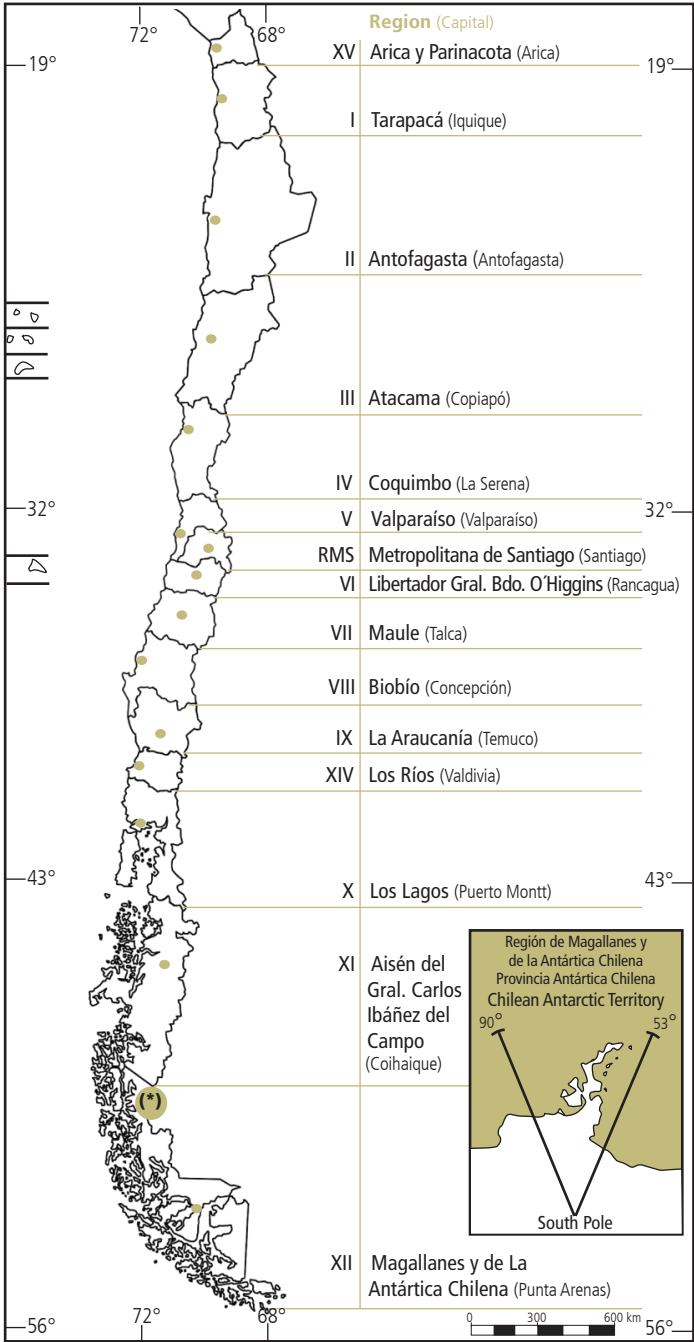 Region (Capital)
72° 68°
XV Arica y Parinacota (Arica)
19° 19°
I Tarapacá (Iquique)
II Antofagasta (Antofagasta)
III Atacama (Copiapó)
IV Coquimbo (La Serena)
32° 32°
V Valparaíso (Valparaíso)
RMS Metropolitana de Santiago (Santiago)
VI Libertador Gral. Bdo. O´Higgins (Rancagua)
VII Maule (Talca)
VIII Biobío (Concepción)
IX La Araucanía (Temuco)
XIV Los Ríos (Valdivia)
43° 43°
X Los Lagos (Puerto Montt)
XI Aisén del
Gral. Carlos
Ibáñez del
Campo
(Coihaique)
Región de Magallanes y
de la Antártica Chilena
Provincia Antártica Chilena
Chilean Antarctic Territory
90° 53°
South Pole
(*)
XII Magallanes y de La
Antártica Chilena (Punta Arenas)
0 300 600 km
56° 72° 68° 56°